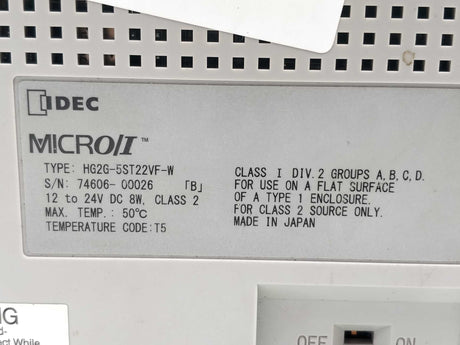 IDEC
MICRO/I™
TYPE: HG2G-5ST22VF-W
S/N: 74606- 00026 「B」
12 to 24V DC 8W, CLASS 2
MAX. TEMP.: 50℃
TEMPERATURE CODE:T5
CLASS I DIV.2 GROUPS A,B,C,D.
FOR USE ON A FLAT SURFACE
OF A TYPE 1 ENCLOSURE.
FOR CLASS 2 SOURCE ONLY.
MADE IN JAPAN
OFF ON